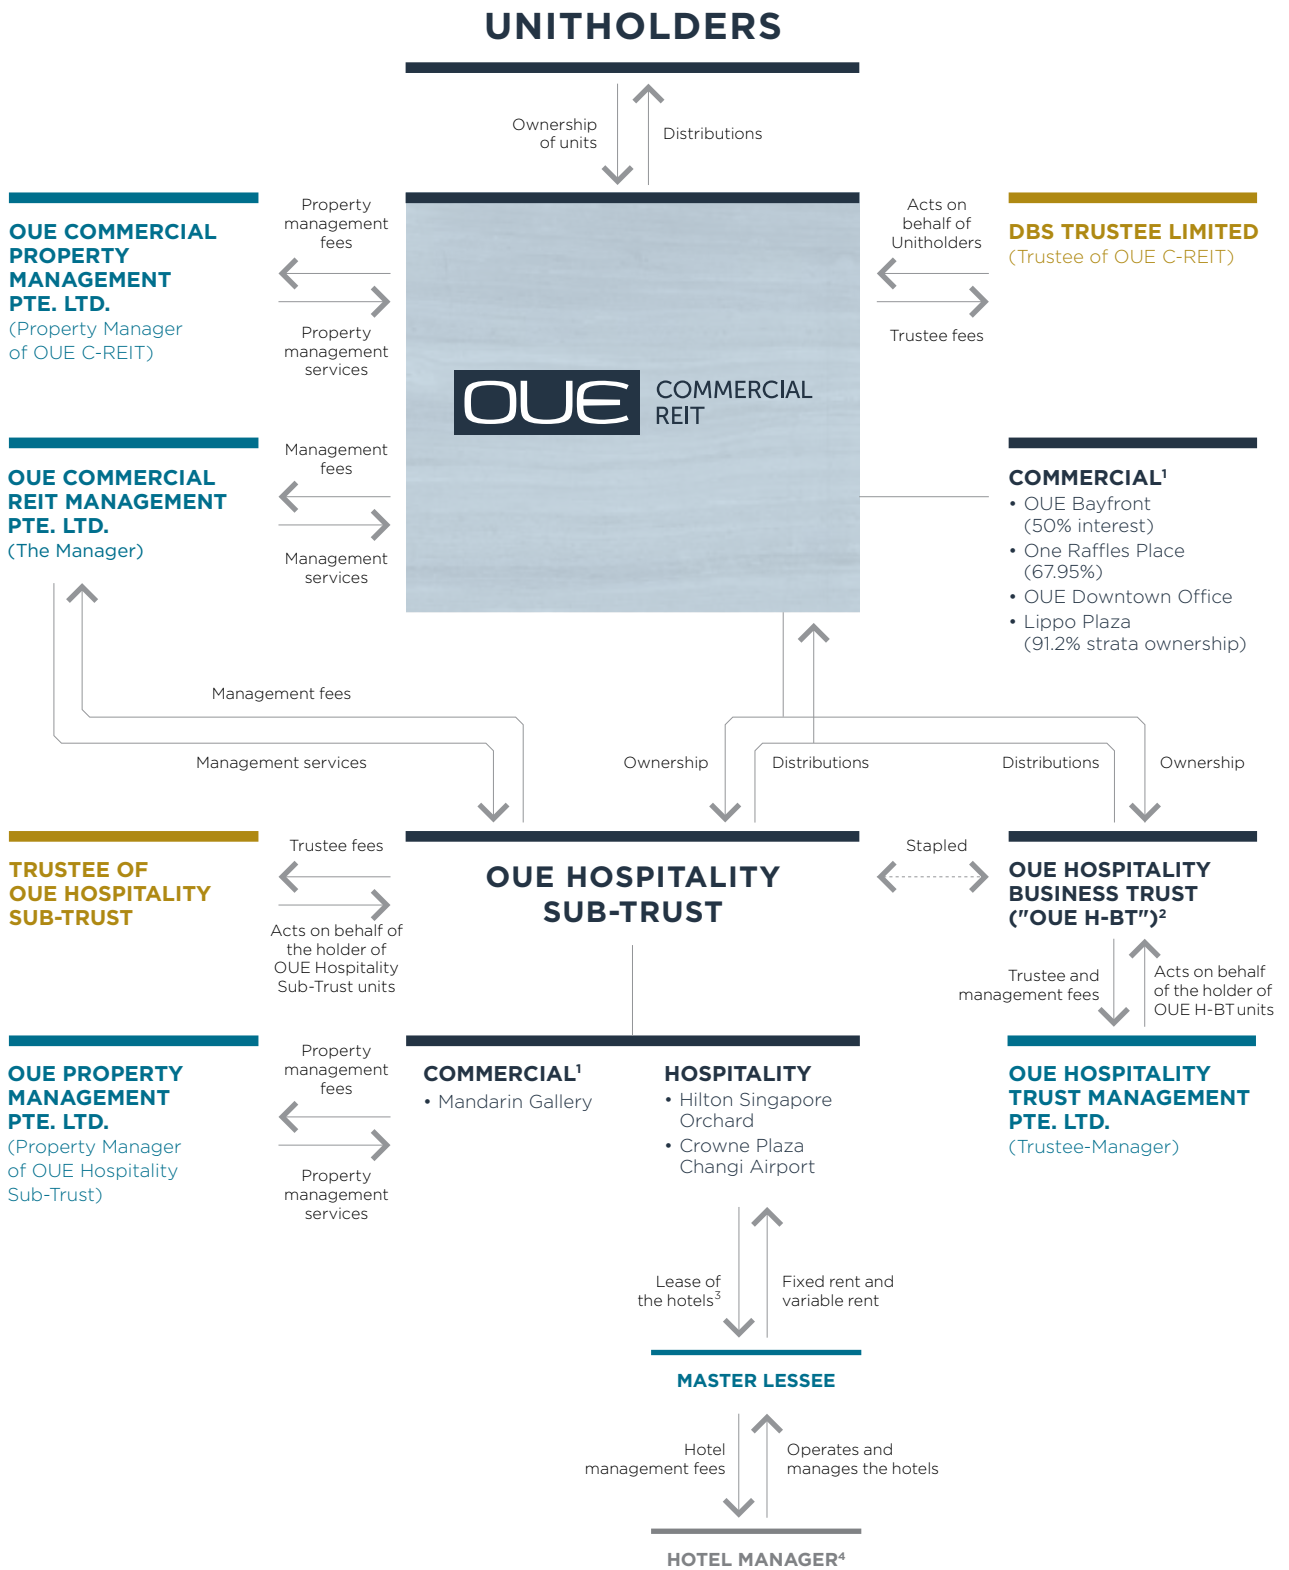 UNITHOLDERS
Ownership
of units
Distributions
OUE COMMERCIAL
PROPERTY
MANAGEMENT
PTE. LTD.
(Property Manager
of OUE C-REIT)
Property
management
fees
Property
management
services
OUE
COMMERCIAL
REIT
Acts on
behalf of
Unitholders
Trustee fees
DBS TRUSTEE LIMITED
(Trustee of OUE C-REIT)
OUE COMMERCIAL
REIT MANAGEMENT
PTE. LTD.
(The Manager)
Management
fees
Management
services
COMMERCIAL¹
• OUE Bayfront
(50% interest)
• One Raffles Place
(67.95%)
• OUE Downtown Office
• Lippo Plaza
(91.2% strata ownership)
Management fees
Management services
Ownership
Distributions
Distributions
Ownership
TRUSTEE OF
OUE HOSPITALITY
SUB-TRUST
Trustee fees
Acts on behalf of
the holder of
OUE Hospitality
Sub-Trust units
OUE HOSPITALITY
SUB-TRUST
Stapled
OUE HOSPITALITY
BUSINESS TRUST
("OUE H-BT")²
Trustee and
management fees
Acts on behalf
of the holder of
OUE H-BT units
OUE PROPERTY
MANAGEMENT
PTE. LTD.
(Property Manager
of OUE Hospitality
Sub-Trust)
Property
management
fees
Property
management
services
COMMERCIAL¹
• Mandarin Gallery
HOSPITALITY
• Hilton Singapore
Orchard
• Crowne Plaza
Changi Airport
OUE HOSPITALITY
TRUST MANAGEMENT
PTE. LTD.
(Trustee-Manager)
Lease of
the hotels³
Fixed rent and
variable rent
MASTER LESSEE
Hotel
management fees
Operates and
manages the hotels
HOTEL MANAGER⁴